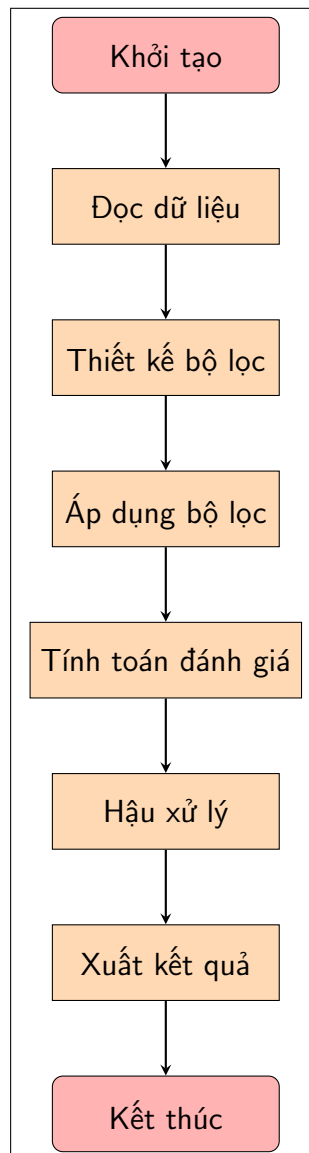 Khởi tạo
Đọc dữ liệu
Thiết kế bộ lọc
Áp dụng bộ lọc
Tính toán đánh giá
Hậu xử lý
Xuất kết quả
Kết thúc